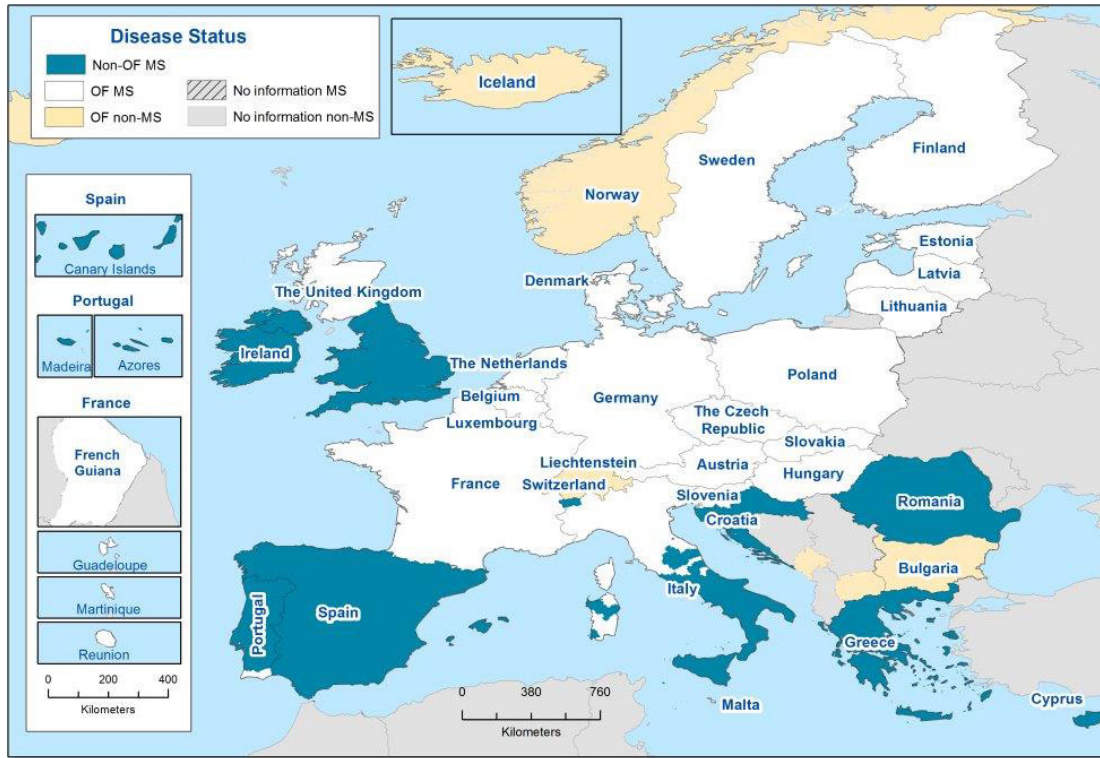 Disease Status
Non-OF MS
OF MS
No information MS
OF non-MS
No information non-MS
Iceland
Sweden
Finland
Norway
Spain
Canary Islands
Estonia
Denmark
Latvia
The United Kingdom
Lithuania
Portugal
Madeira
Azores
Ireland
The Netherlands
Poland
Belgium
Germany
The Czech
Republic
Luxembourg
Slovakia
France
French
Guiana
Liechtenstein
Austria
Hungary
France
Switzerland
Slovenia
Romania
Croatia
Guadeloupe
Bulgaria
Martinique
Italy
Portugal
Spain
Greece
Reunion
0 200 400
Kilometers
0 380 760
Kilometers
Malta
Cyprus